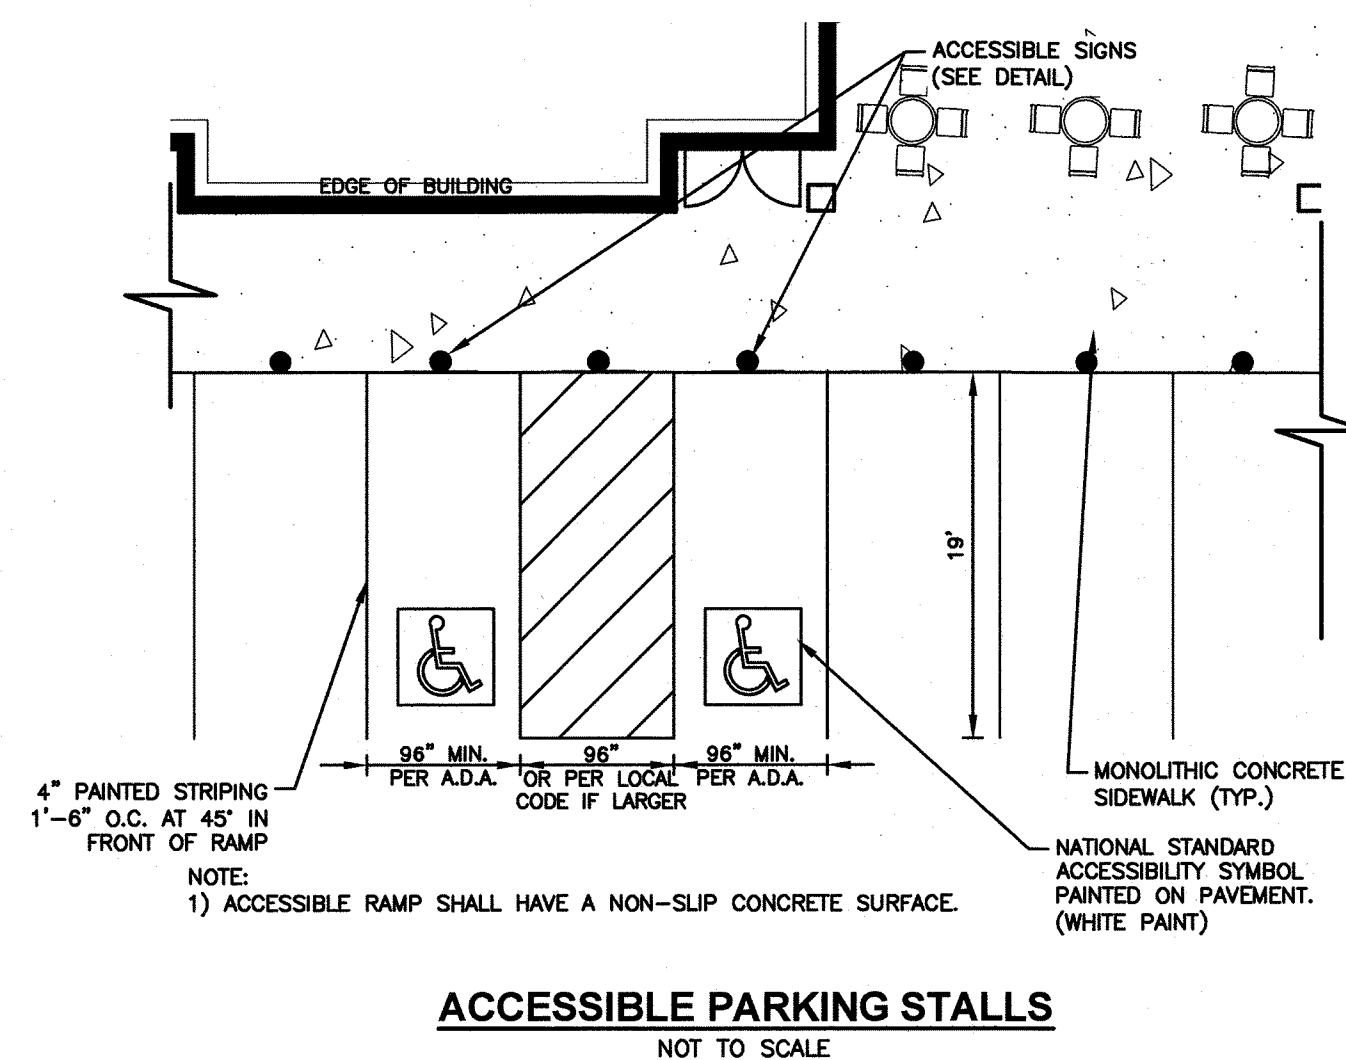 ACCESSIBLE SIGNS
(SEE DETAIL)
EDGE OF BUILDING
19'
96" MIN.
PER A.D.A.
96"
OR PER LOCAL
CODE IF LARGER
96" MIN.
PER A.D.A.
4" PAINTED STRIPING
1'-6" O.C. AT 45° IN
FRONT OF RAMP
MONOLITHIC CONCRETE
SIDEWALK (TYP.)
NATIONAL STANDARD
ACCESSIBILITY SYMBOL
PAINTED ON PAVEMENT.
(WHITE PAINT)
NOTE:
1) ACCESSIBLE RAMP SHALL HAVE A NON-SLIP CONCRETE SURFACE.
ACCESSIBLE PARKING STALLS
NOT TO SCALE